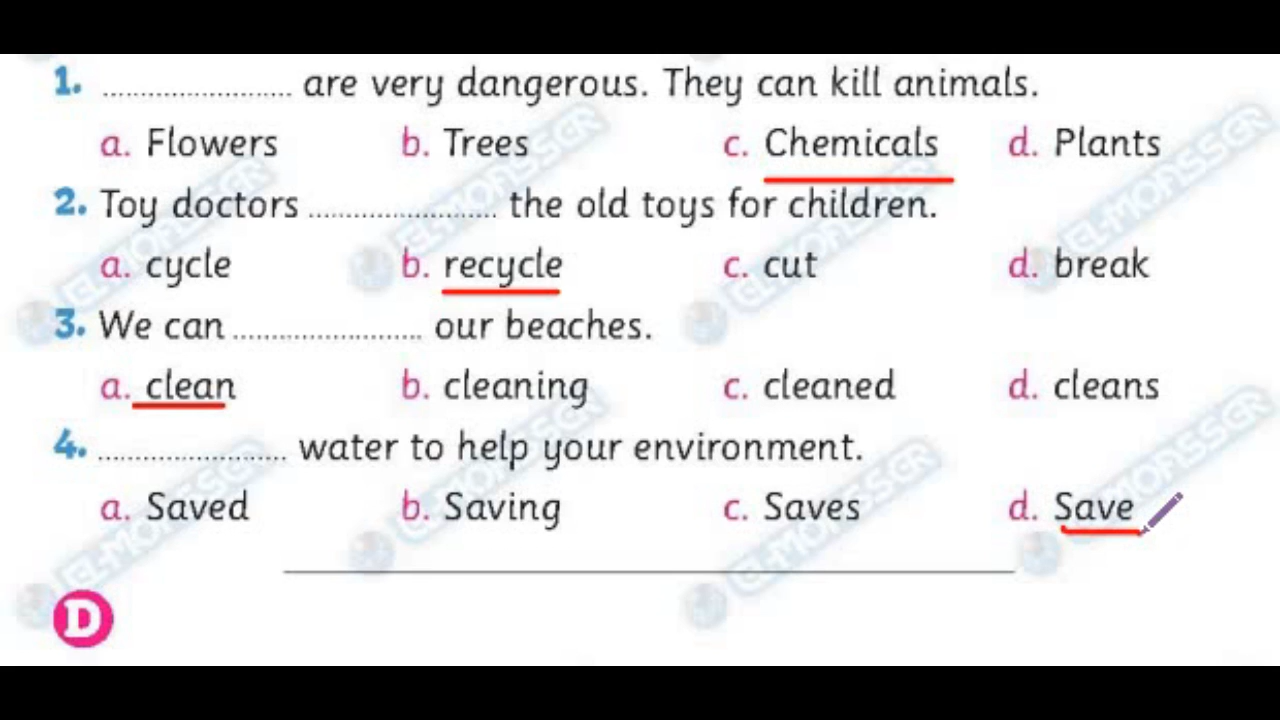 1. ........................ are very dangerous. They can kill animals.
a. Flowers b. Trees c. Chemicals d. Plants
2. Toy doctors ........................ the old toys for children.
a. cycle b. recycle c. cut d. break
3. We can ........................ our beaches.
a. clean b. cleaning c. cleaned d. cleans
4. ........................ water to help your environment.
a. Saved b. Saving c. Saves d. Save
D